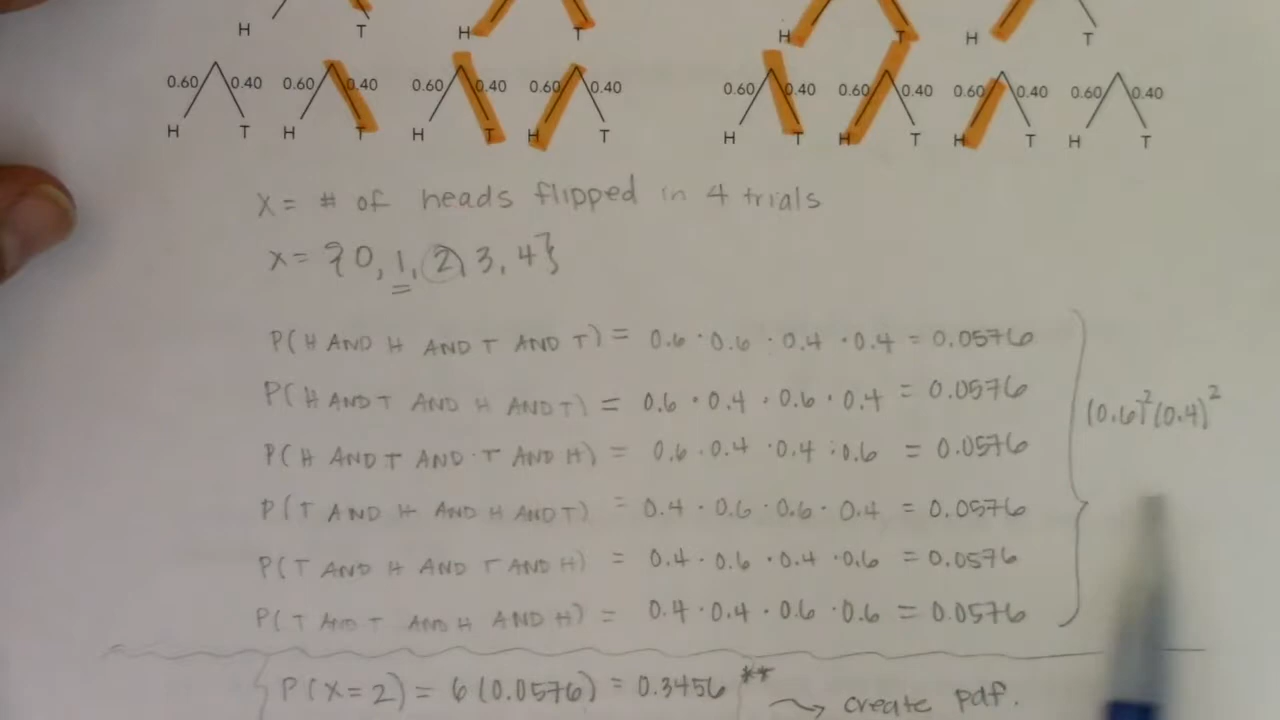 H T H T H T H T
0.60 0.40 0.60 0.40 0.60 0.40 0.60 0.40 0.60 0.40 0.60 0.40 0.60 0.40 0.60 0.40
H T H T H T H T H T H T H T H T
X = # of heads flipped in 4 trials
X = {0, 1, 2, 3, 4}
P(H AND H AND T AND T) = 0.6 · 0.6 · 0.4 · 0.4 = 0.0576
P(H AND T AND H AND T) = 0.6 · 0.4 · 0.6 · 0.4 = 0.0576
(0.6)²(0.4)²
P(H AND T AND T AND H) = 0.6 · 0.4 · 0.4 · 0.6 = 0.0576
P(T AND H AND H AND T) = 0.4 · 0.6 · 0.6 · 0.4 = 0.0576
P(T AND H AND T AND H) = 0.4 · 0.6 · 0.4 · 0.6 = 0.0576
P(T AND T AND H AND H) = 0.4 · 0.4 · 0.6 · 0.6 = 0.0576
P(X=2) = 6(0.0576) = 0.3456 ** → create pdf.